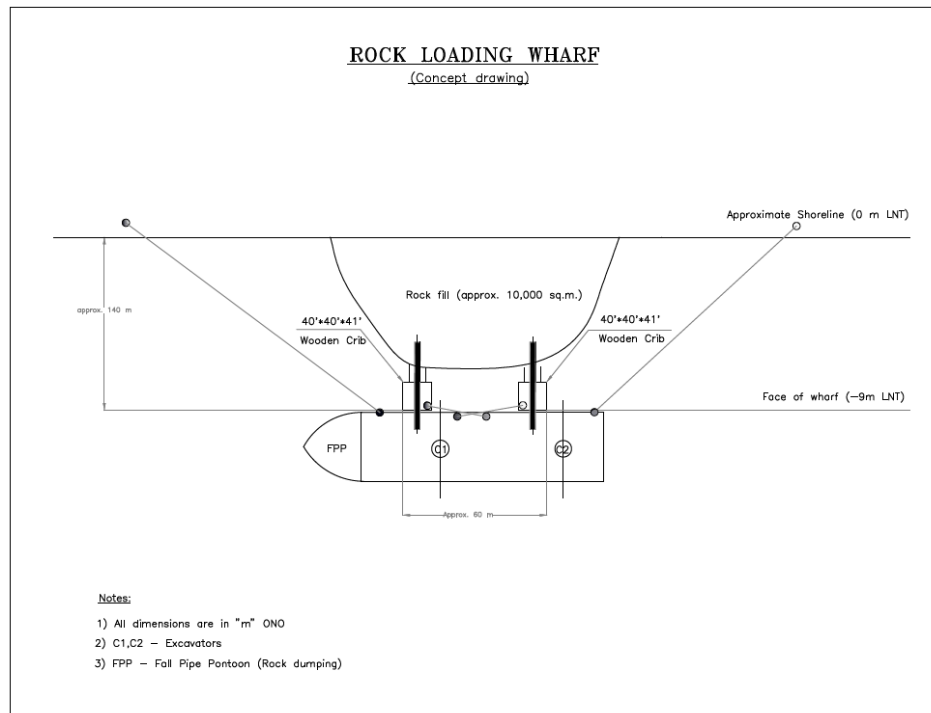 ROCK LOADING WHARF
(Concept drawing)
Approximate Shoreline (0 m LNT)
Rock fill (approx. 10,000 sq.m.)
approx. 140 m
40'*40'*41'
Wooden Crib
40'*40'*41'
Wooden Crib
Face of wharf (-9m LNT)
FPP
C1
C2
Approx. 60 m
Notes:
1) All dimensions are in "m" ONO
2) C1,C2 - Excavators
3) FPP - Fall Pipe Pontoon (Rock dumping)